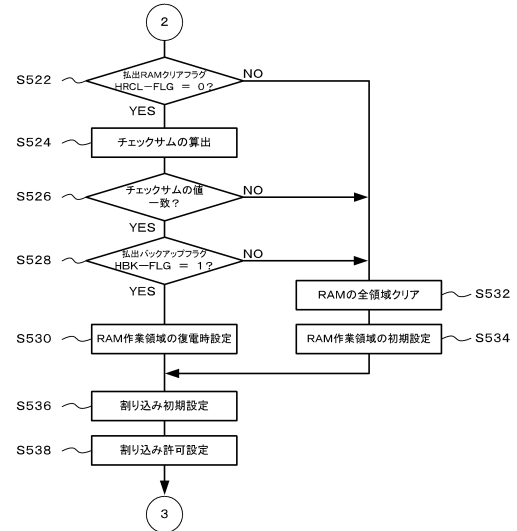 2
S522
払出RAMクリアフラグ
HRCL-FLG = 0?
NO
YES
S524
チェックサムの算出
S526
チェックサムの値
一致?
NO
YES
S528
払出バックアップフラグ
HBK-FLG = 1?
NO
YES
RAMの全領域クリア
S532
S530
RAM作業領域の復電時設定
RAM作業領域の初期設定
S534
S536
割り込み初期設定
S538
割り込み許可設定
3